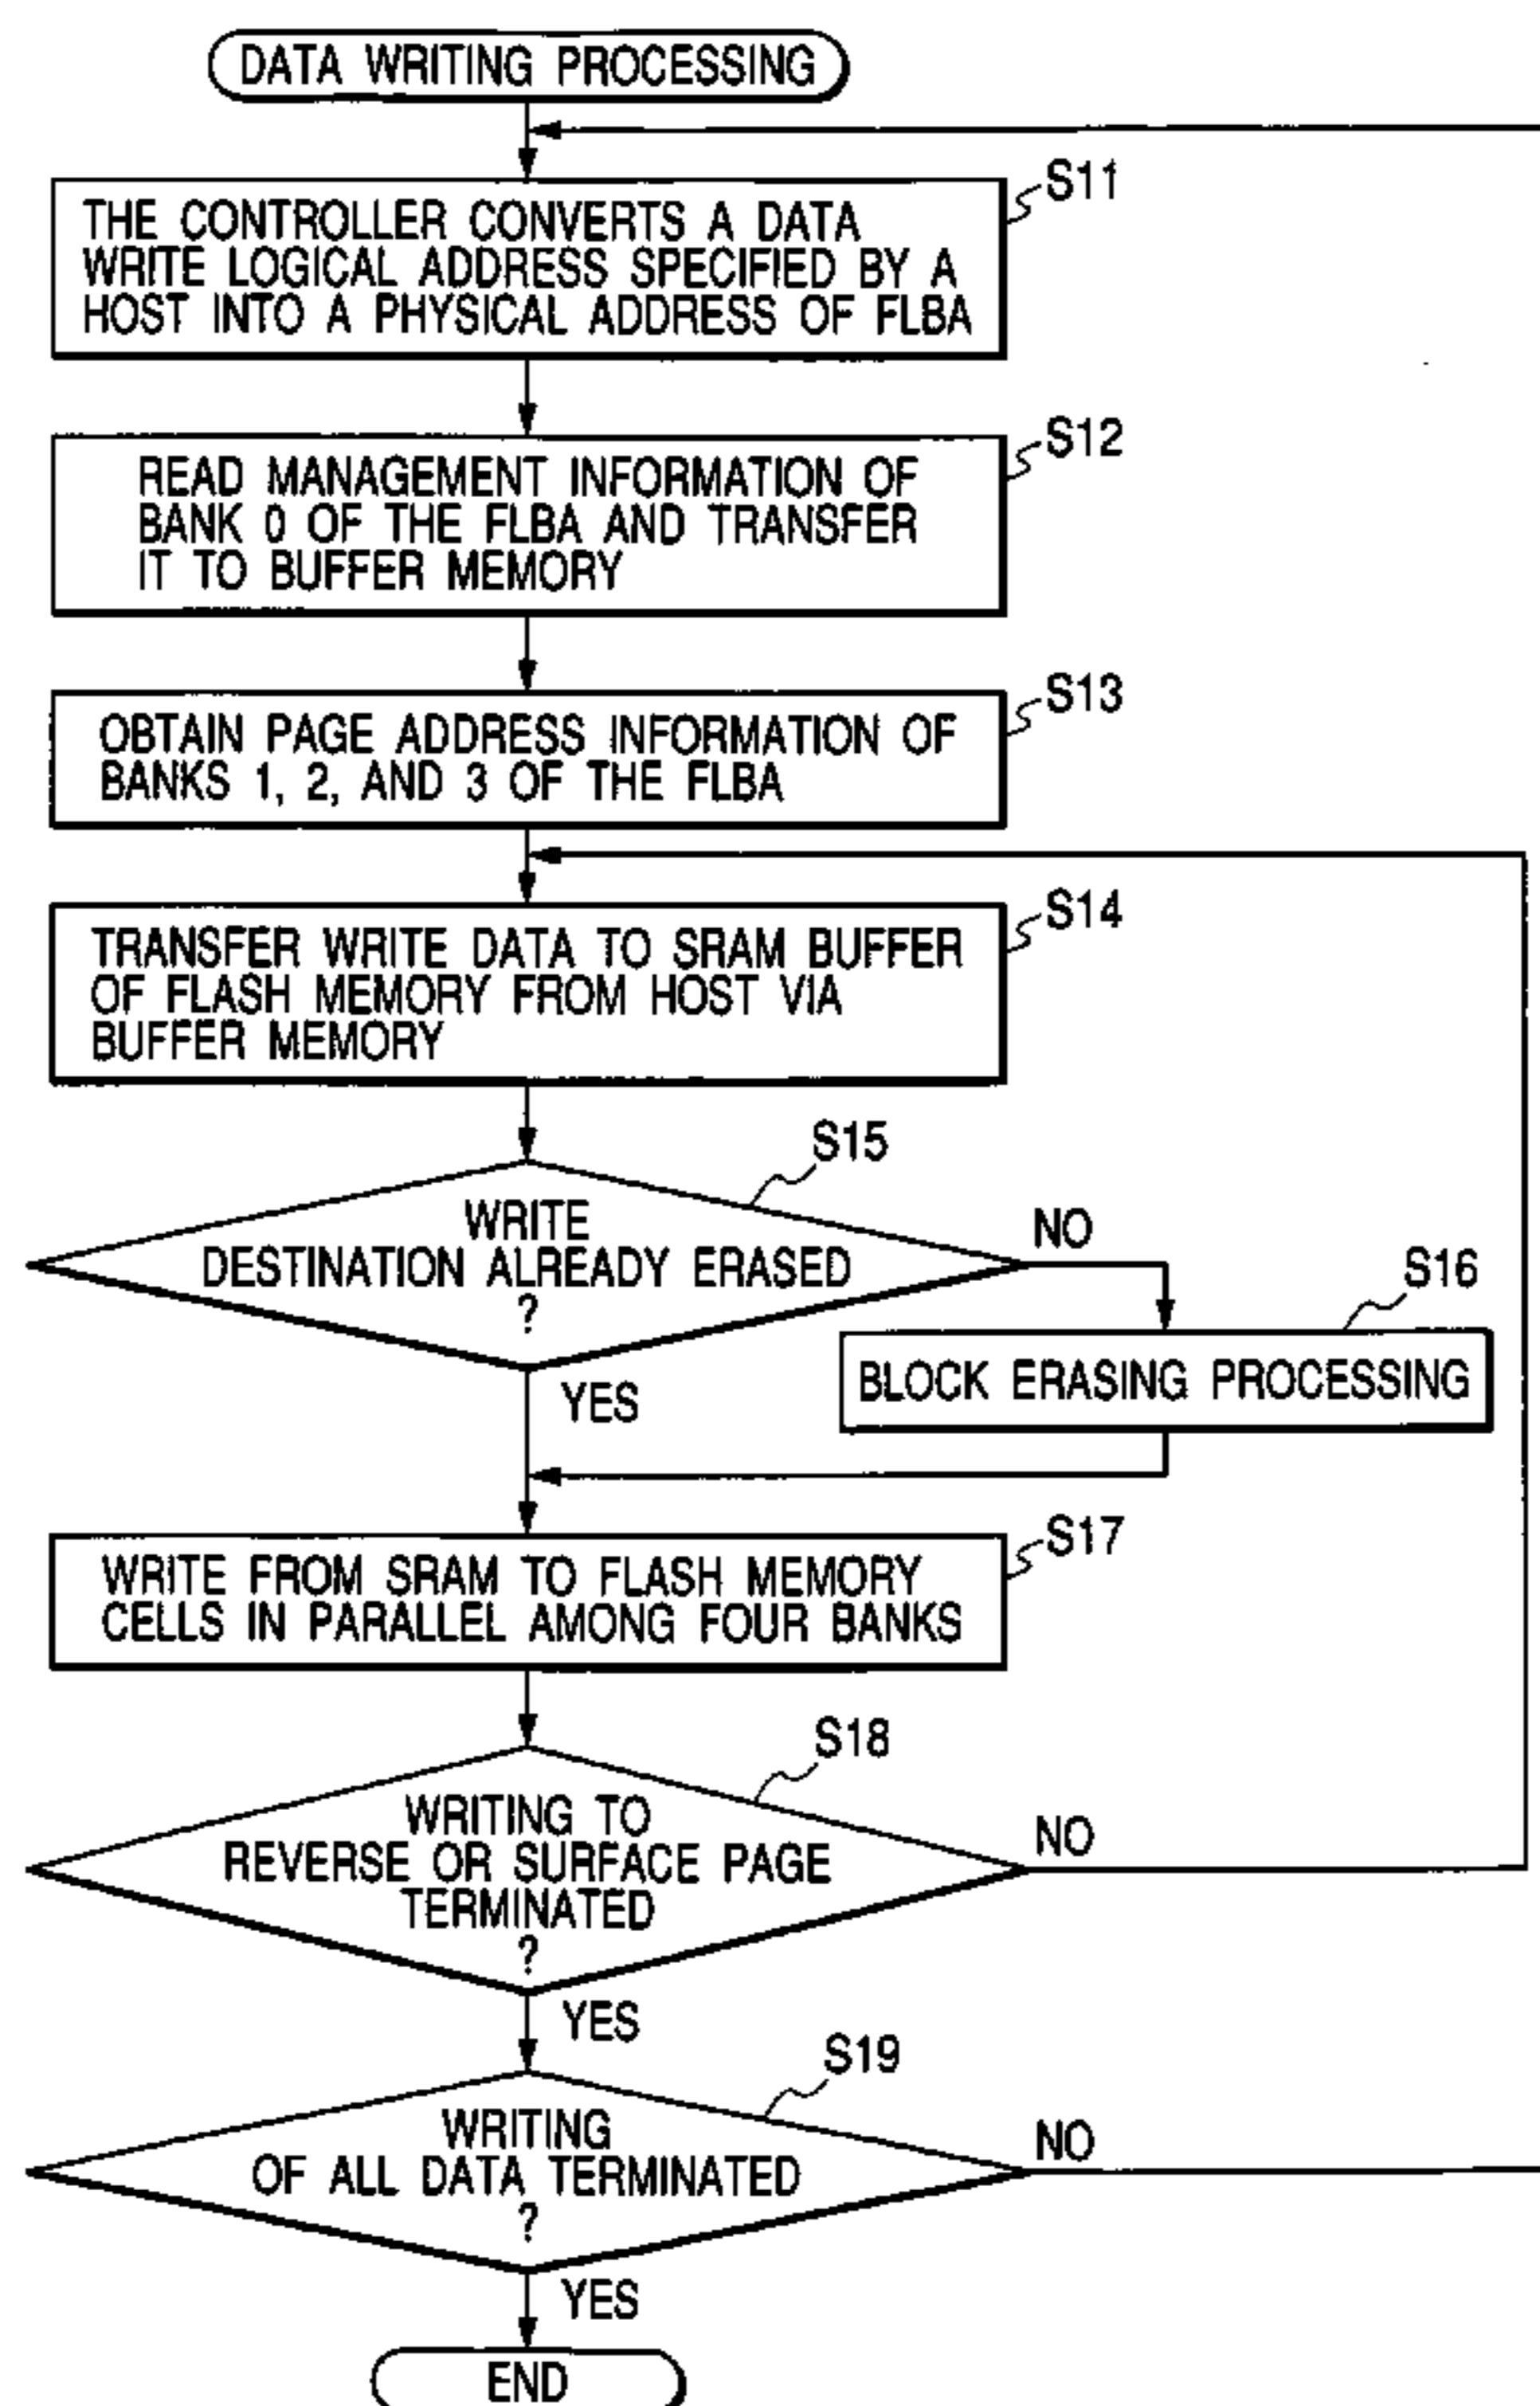 DATA WRITING PROCESSING
S11
THE CONTROLLER CONVERTS A DATA
WRITE LOGICAL ADDRESS SPECIFIED BY A
HOST INTO A PHYSICAL ADDRESS OF FLBA
S12
READ MANAGEMENT INFORMATION OF
BANK 0 OF THE FLBA AND TRANSFER
IT TO BUFFER MEMORY
S13
OBTAIN PAGE ADDRESS INFORMATION OF
BANKS 1, 2, AND 3 OF THE FLBA
S14
TRANSFER WRITE DATA TO SRAM BUFFER
OF FLASH MEMORY FROM HOST VIA
BUFFER MEMORY
S15
WRITE
DESTINATION ALREADY ERASED
?
NO
YES
S16
BLOCK ERASING PROCESSING
S17
WRITE FROM SRAM TO FLASH MEMORY
CELLS IN PARALLEL AMONG FOUR BANKS
S18
WRITING TO
REVERSE OR SURFACE PAGE
TERMINATED
?
NO
YES
S19
WRITING
OF ALL DATA TERMINATED
?
NO
YES
END